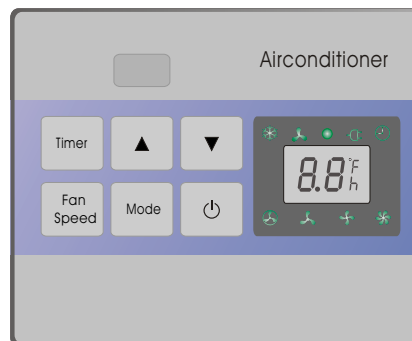 Airconditioner
Timer ▲ ▼
8.8 °F
h
Fan
Speed
Mode